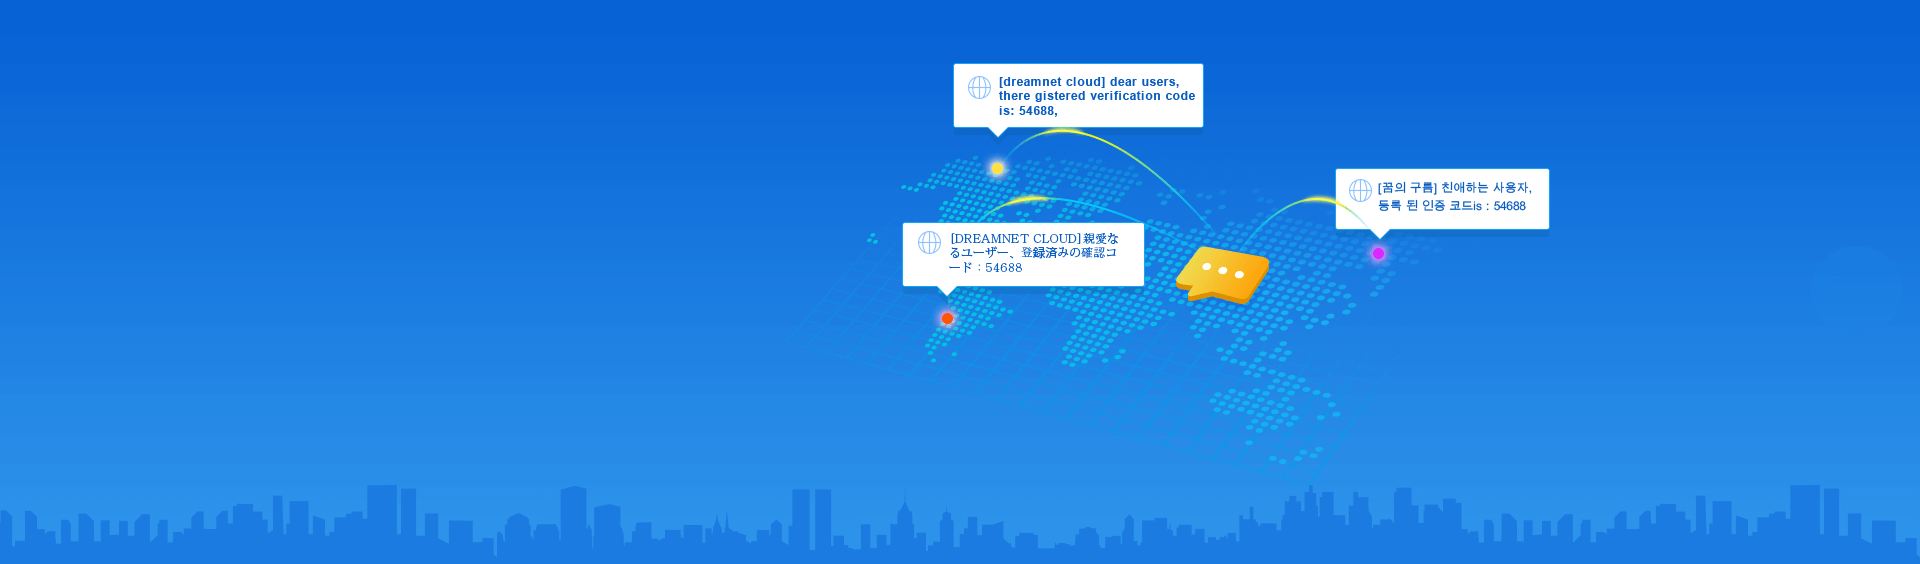 [dreamnet cloud] dear users,
there gistered verification code
is: 54688,
[꿈의 구름] 친애하는 사용자,
등록 된 인증 코드is : 54688
[DREAMNET CLOUD]親愛な
るユーザー、登録済みの確認コ
ード：54688